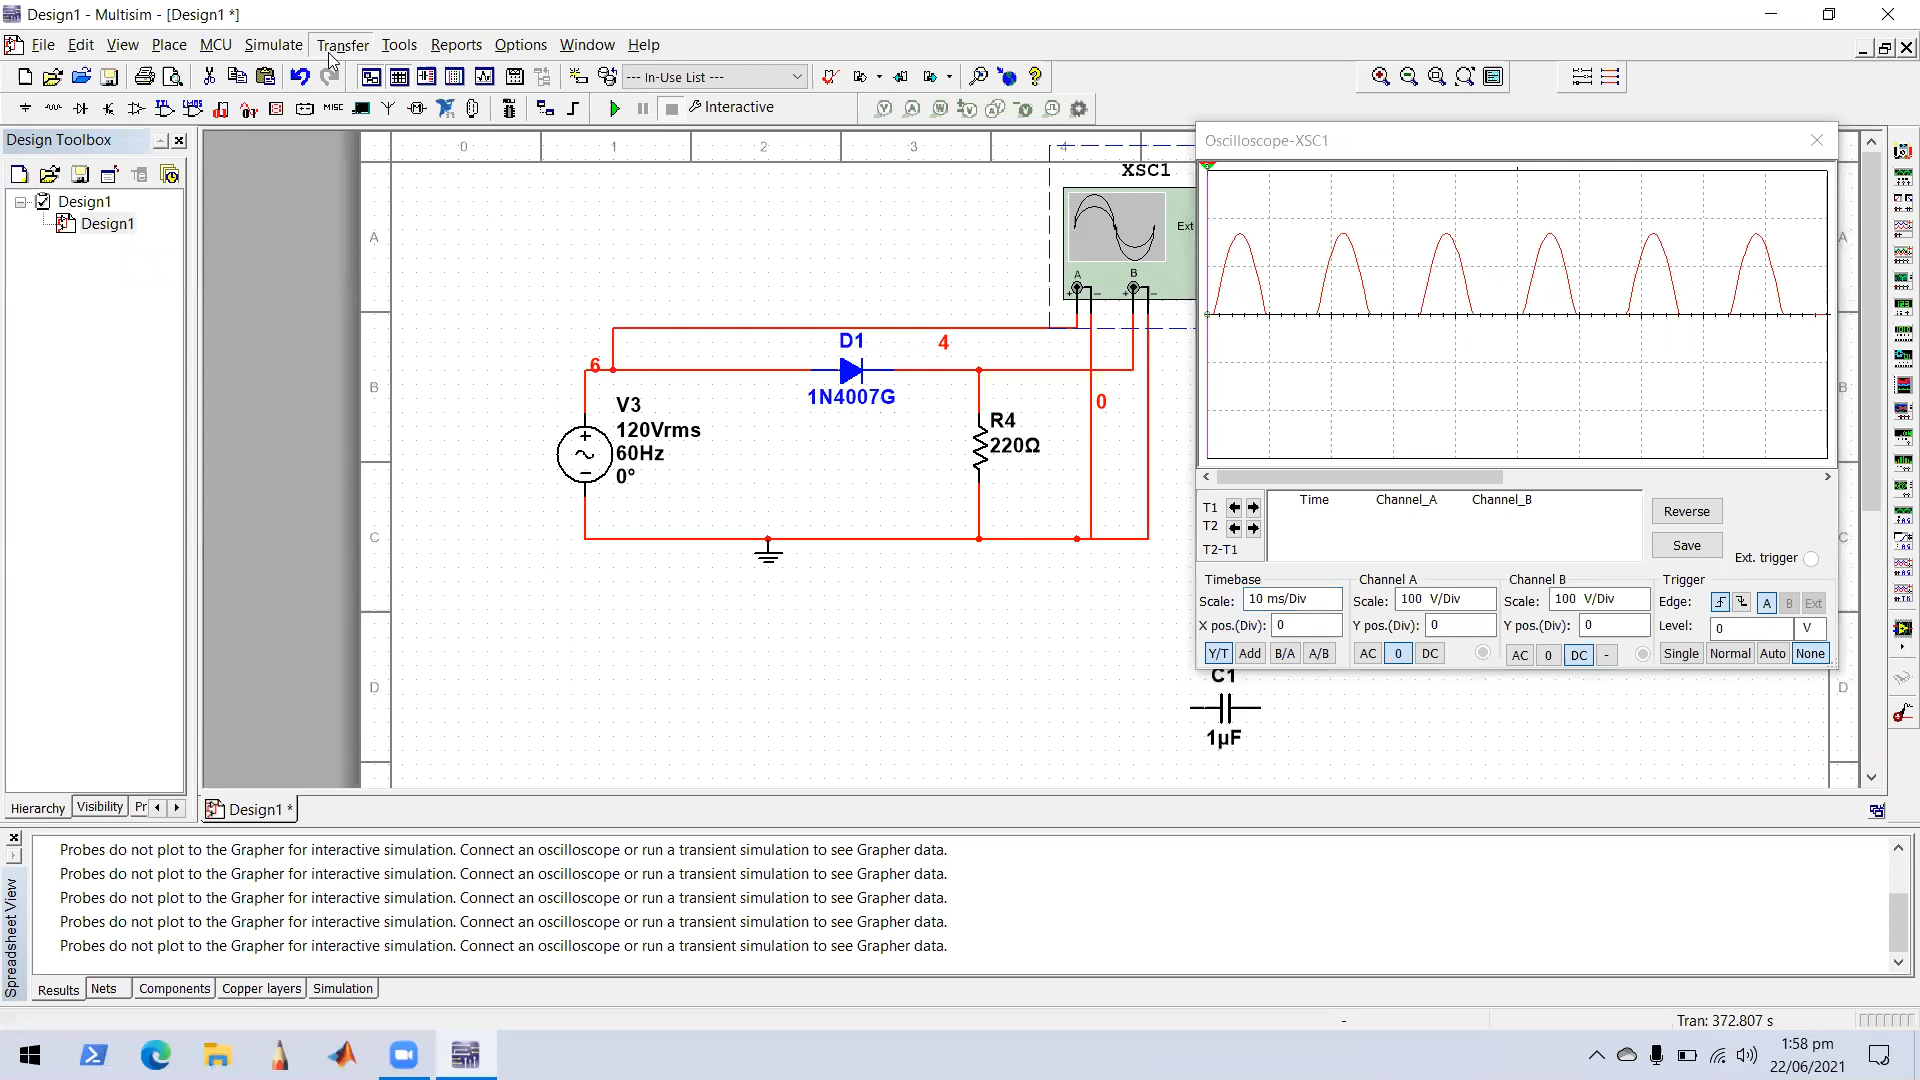 Design1 - Multisim - [Design1 *]
File Edit View Place MCU Simulate Transfer Tools Reports Options Window Help
--- In-Use List ---
MISC Interactive
Design Toolbox
Design1
Design1
0 1 2 3 4
A
B
C
D
XSC1
Ext
A B
D1
1N4007G
6
4
0
V3
120Vrms
60Hz
0°
R4
220Ω
C1
1µF
Oscilloscope-XSC1
Time Channel_A Channel_B
T1
T2
T2-T1
Reverse
Save
Ext. trigger
Timebase Channel A Channel B Trigger
Scale: 10 ms/Div Scale: 100 V/Div Scale: 100 V/Div Edge: A B Ext
X pos.(Div): 0 Y pos.(Div): 0 Y pos.(Div): 0 Level: 0 V
Y/T Add B/A A/B AC 0 DC AC 0 DC - Single Normal Auto None
A
B
C
D
Hierarchy Visibility Pr
Design1 *
Spreadsheet View
Probes do not plot to the Grapher for interactive simulation. Connect an oscilloscope or run a transient simulation to see Grapher data.
Probes do not plot to the Grapher for interactive simulation. Connect an oscilloscope or run a transient simulation to see Grapher data.
Probes do not plot to the Grapher for interactive simulation. Connect an oscilloscope or run a transient simulation to see Grapher data.
Probes do not plot to the Grapher for interactive simulation. Connect an oscilloscope or run a transient simulation to see Grapher data.
Probes do not plot to the Grapher for interactive simulation. Connect an oscilloscope or run a transient simulation to see Grapher data.
Results Nets Components Copper layers Simulation
- Tran: 372.807 s
1:58 pm
22/06/2021